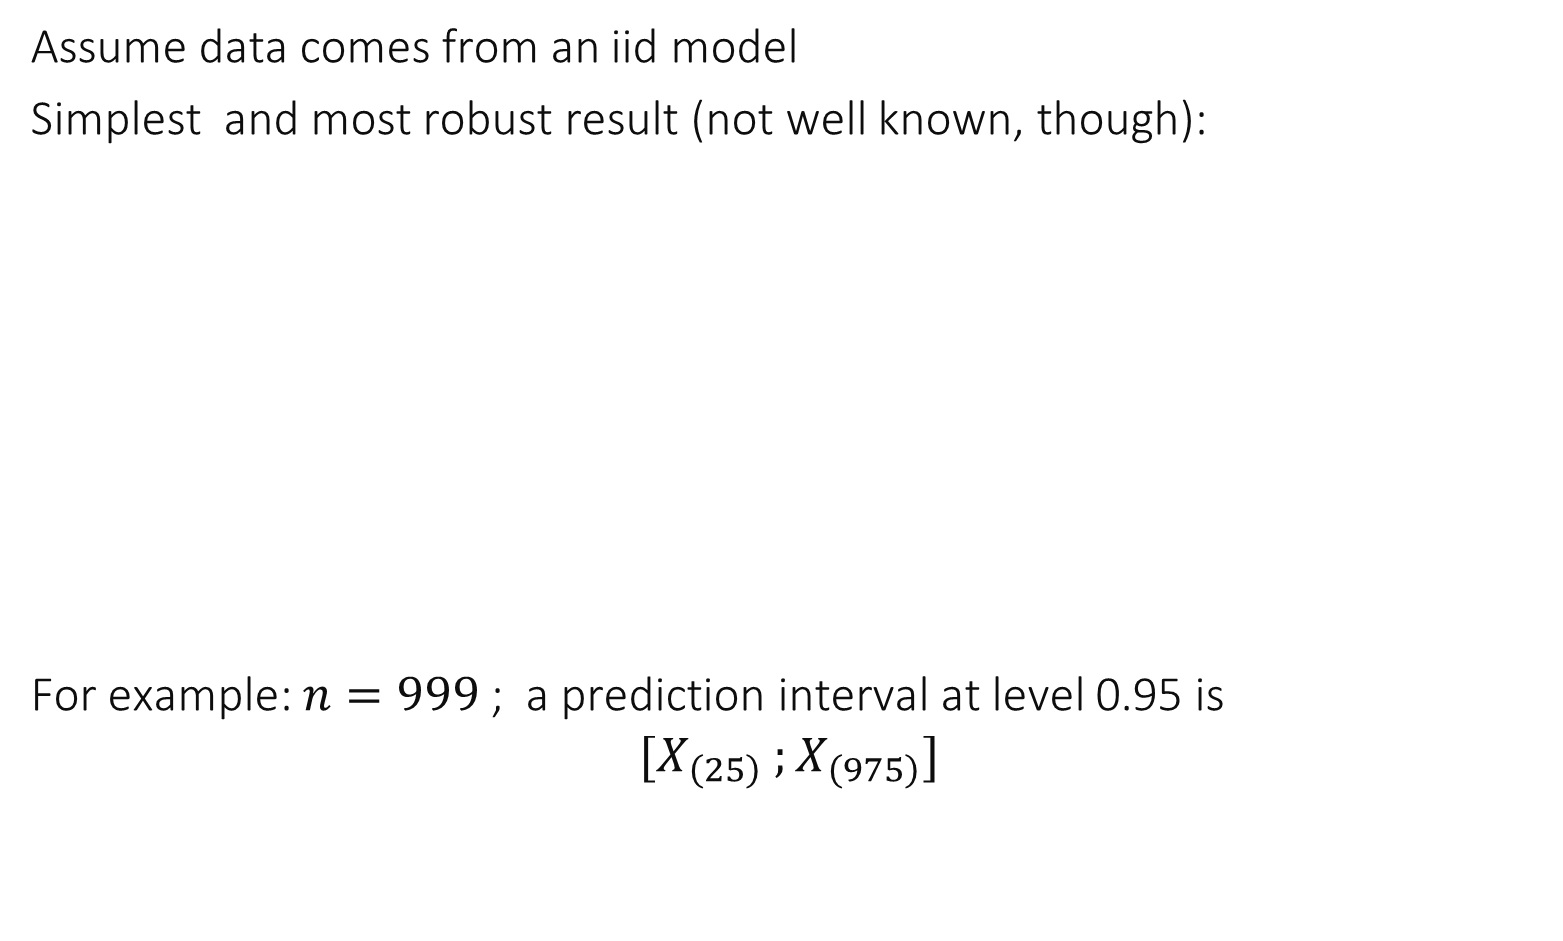 Assume data comes from an iid model
Simplest and most robust result (not well known, though):
For example: n = 999 ; a prediction interval at level 0.95 is
[X(25) ; X(975)]